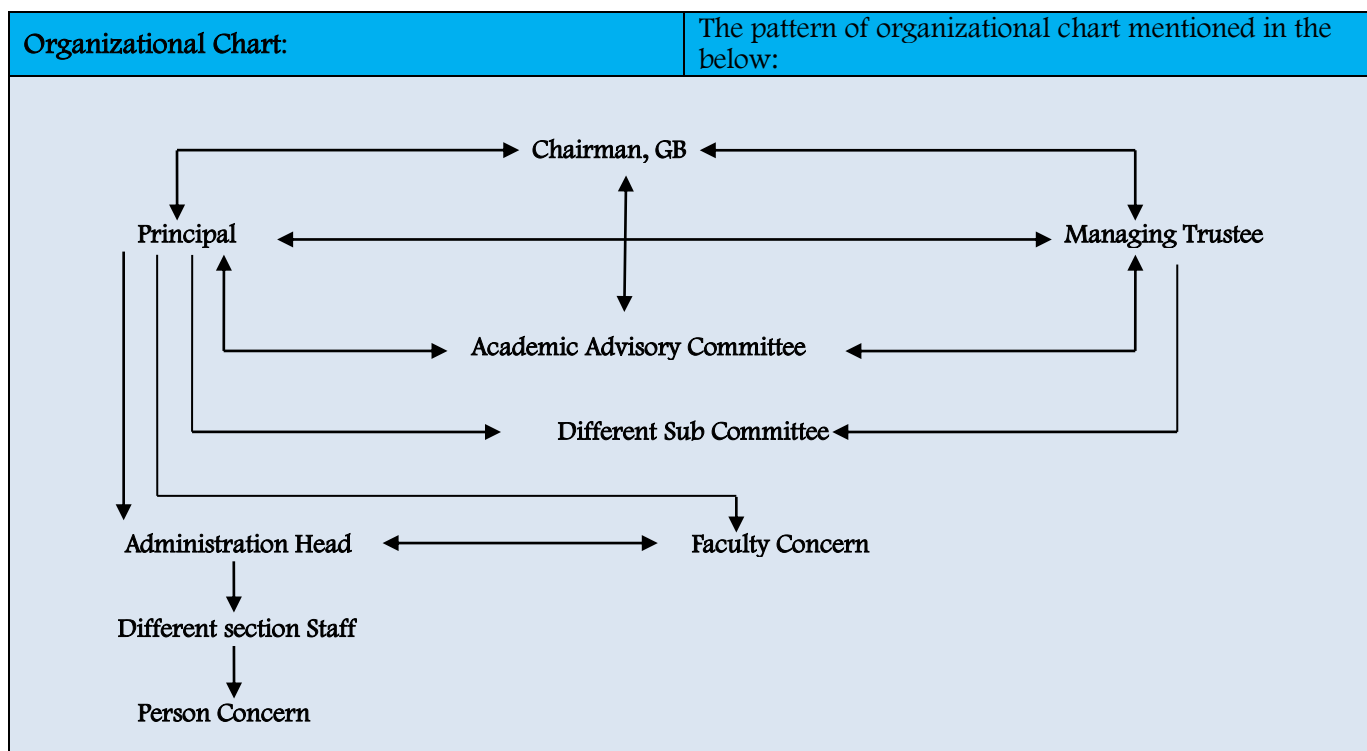 Organizational Chart:
The pattern of organizational chart mentioned in the
below:
Chairman, GB
Principal
Managing Trustee
Academic Advisory Committee
Different Sub Committee
Administration Head
Faculty Concern
Different section Staff
Person Concern